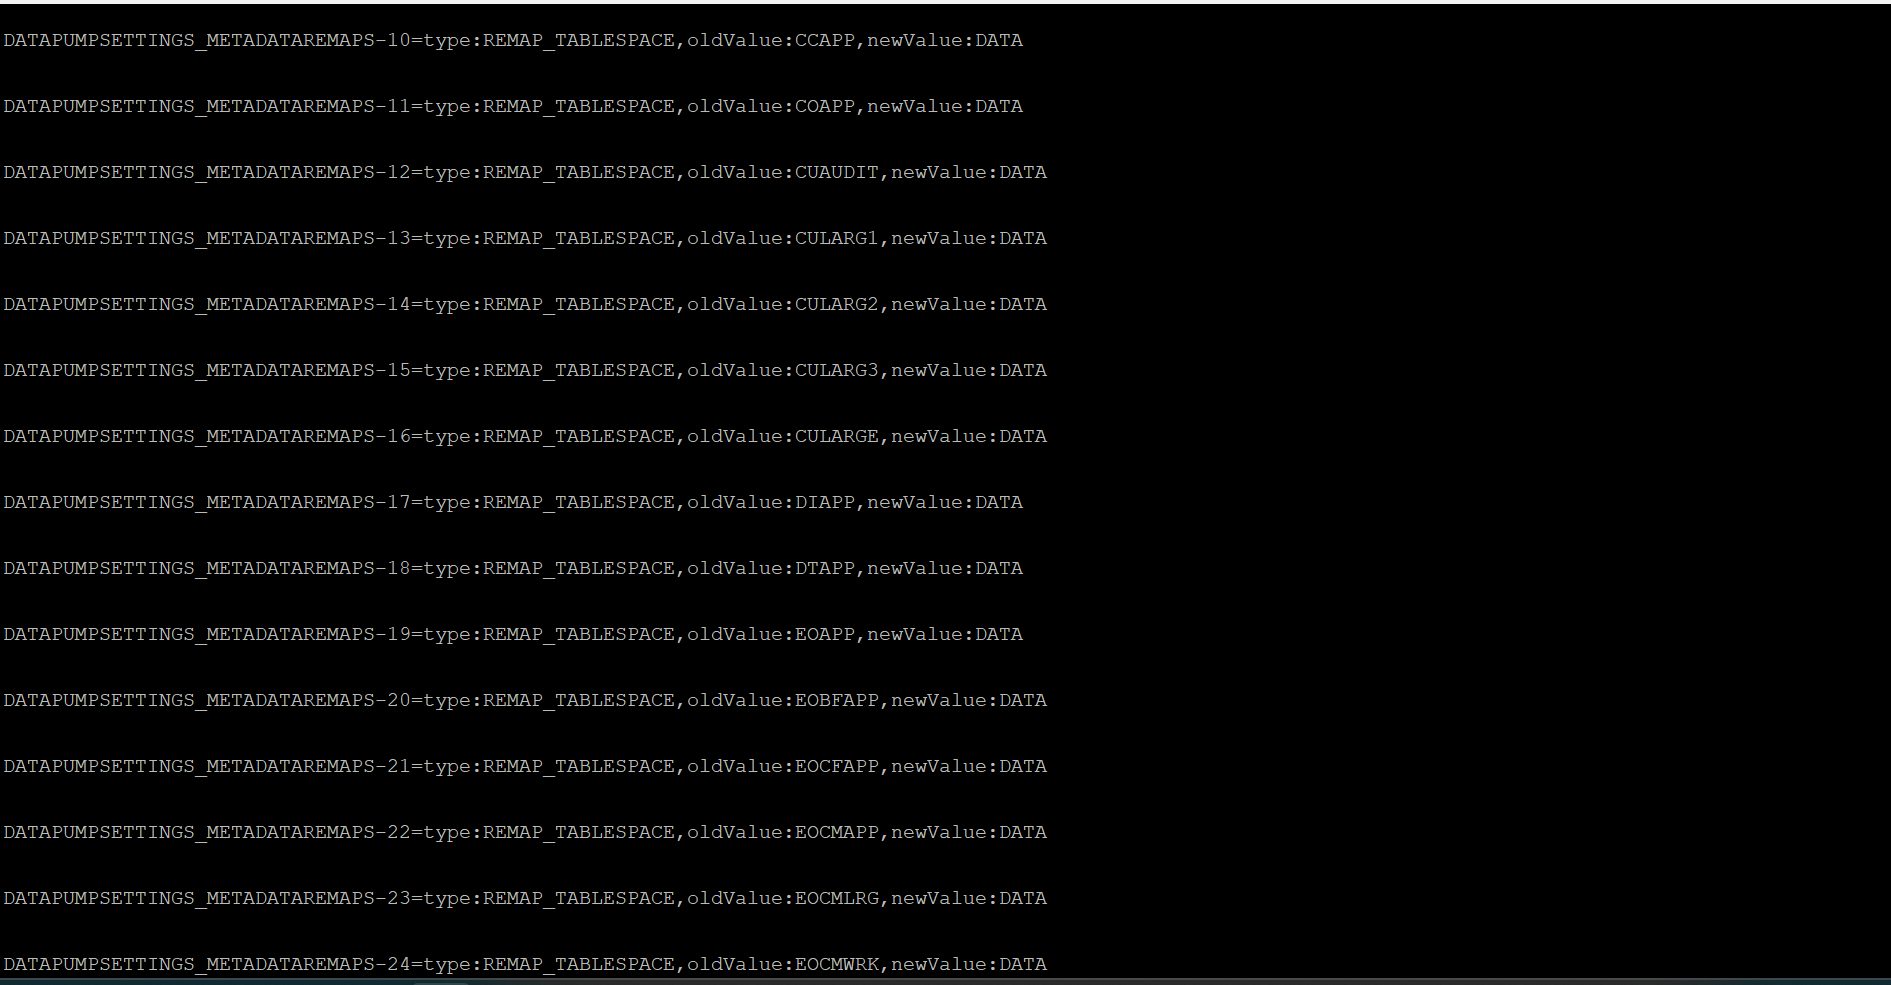 DATAPUMPSETTINGS_METADATAREMAPS-10=type:REMAP_TABLESPACE,oldValue:CCAPP,newValue:DATA
DATAPUMPSETTINGS_METADATAREMAPS-11=type:REMAP_TABLESPACE,oldValue:COAPP,newValue:DATA
DATAPUMPSETTINGS_METADATAREMAPS-12=type:REMAP_TABLESPACE,oldValue:CUAUDIT,newValue:DATA
DATAPUMPSETTINGS_METADATAREMAPS-13=type:REMAP_TABLESPACE,oldValue:CULARG1,newValue:DATA
DATAPUMPSETTINGS_METADATAREMAPS-14=type:REMAP_TABLESPACE,oldValue:CULARG2,newValue:DATA
DATAPUMPSETTINGS_METADATAREMAPS-15=type:REMAP_TABLESPACE,oldValue:CULARG3,newValue:DATA
DATAPUMPSETTINGS_METADATAREMAPS-16=type:REMAP_TABLESPACE,oldValue:CULARGE,newValue:DATA
DATAPUMPSETTINGS_METADATAREMAPS-17=type:REMAP_TABLESPACE,oldValue:DIAPP,newValue:DATA
DATAPUMPSETTINGS_METADATAREMAPS-18=type:REMAP_TABLESPACE,oldValue:DTAPP,newValue:DATA
DATAPUMPSETTINGS_METADATAREMAPS-19=type:REMAP_TABLESPACE,oldValue:EOAPP,newValue:DATA
DATAPUMPSETTINGS_METADATAREMAPS-20=type:REMAP_TABLESPACE,oldValue:EOBFAPP,newValue:DATA
DATAPUMPSETTINGS_METADATAREMAPS-21=type:REMAP_TABLESPACE,oldValue:EOCFAPP,newValue:DATA
DATAPUMPSETTINGS_METADATAREMAPS-22=type:REMAP_TABLESPACE,oldValue:EOCMAPP,newValue:DATA
DATAPUMPSETTINGS_METADATAREMAPS-23=type:REMAP_TABLESPACE,oldValue:EOCMLRG,newValue:DATA
DATAPUMPSETTINGS_METADATAREMAPS-24=type:REMAP_TABLESPACE,oldValue:EOCMWRK,newValue:DATA